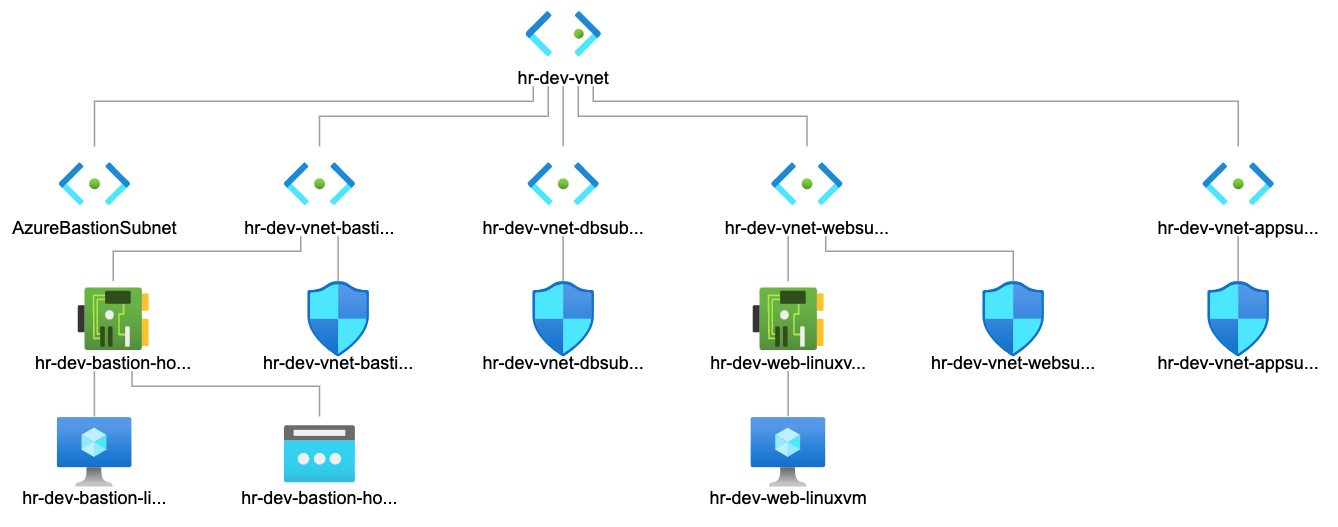 hr-dev-vnet
AzureBastionSubnet
hr-dev-vnet-basti...
hr-dev-vnet-dbsub...
hr-dev-vnet-websu...
hr-dev-vnet-appsu...
hr-dev-bastion-ho...
hr-dev-vnet-basti...
hr-dev-vnet-dbsub...
hr-dev-web-linuxv...
hr-dev-vnet-websu...
hr-dev-vnet-appsu...
hr-dev-bastion-li...
hr-dev-bastion-ho...
hr-dev-web-linuxvm